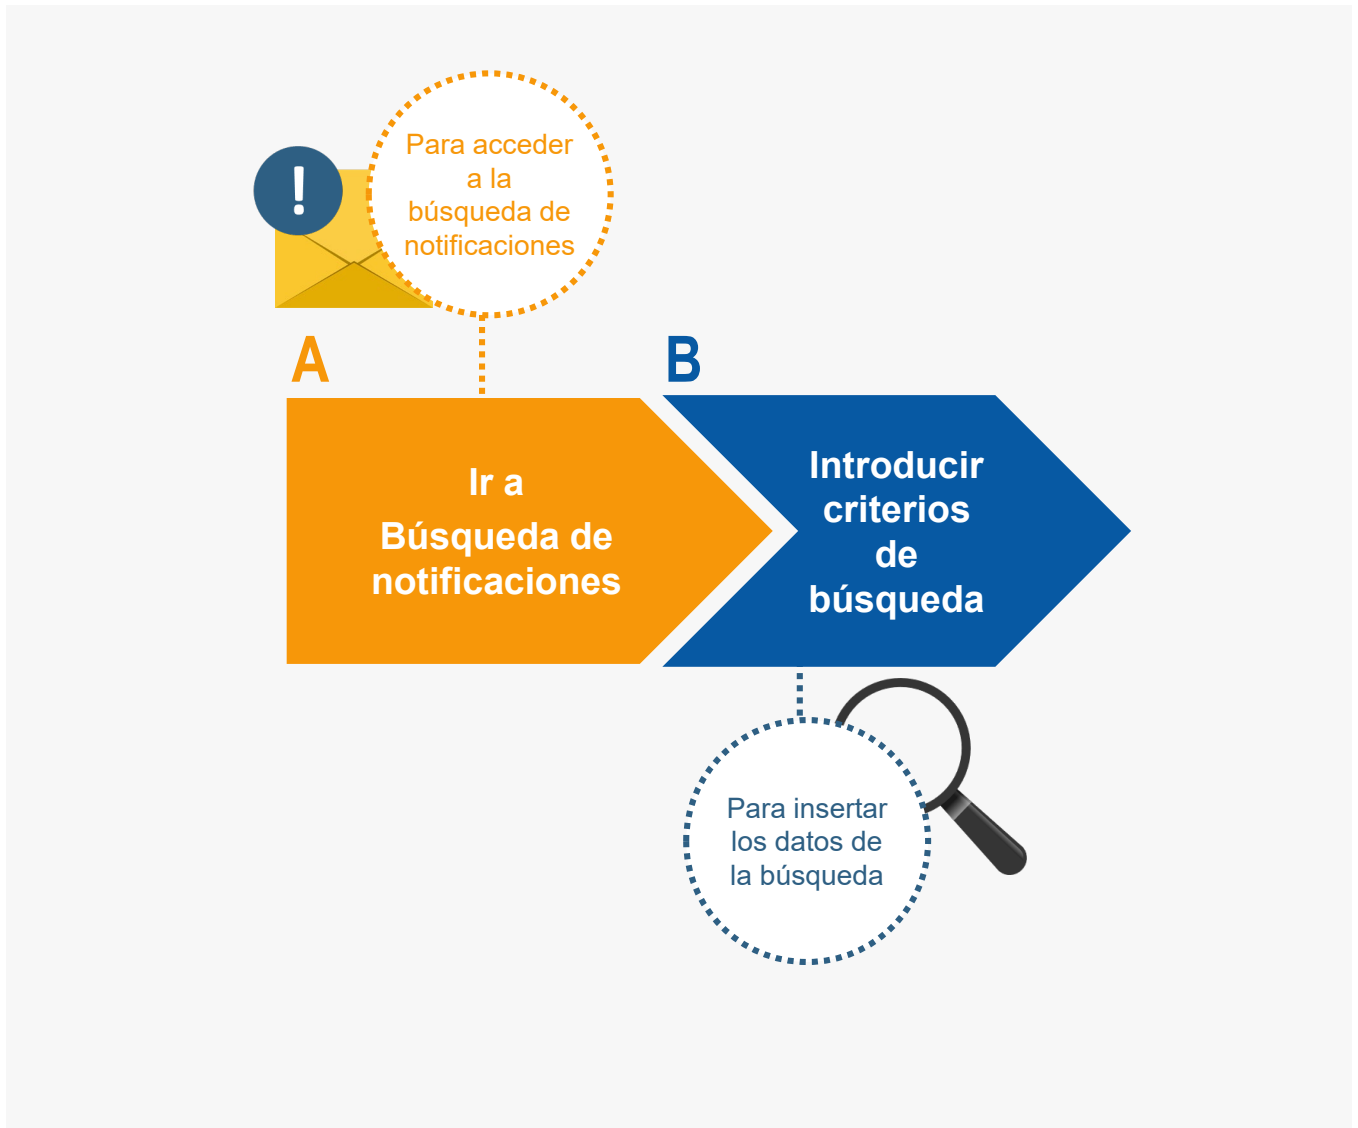 Para acceder
a la
búsqueda de
notificaciones
!
A
B
Ir a
Búsqueda de
notificaciones
Introducir
criterios
de
búsqueda
Para insertar
los datos de
la búsqueda